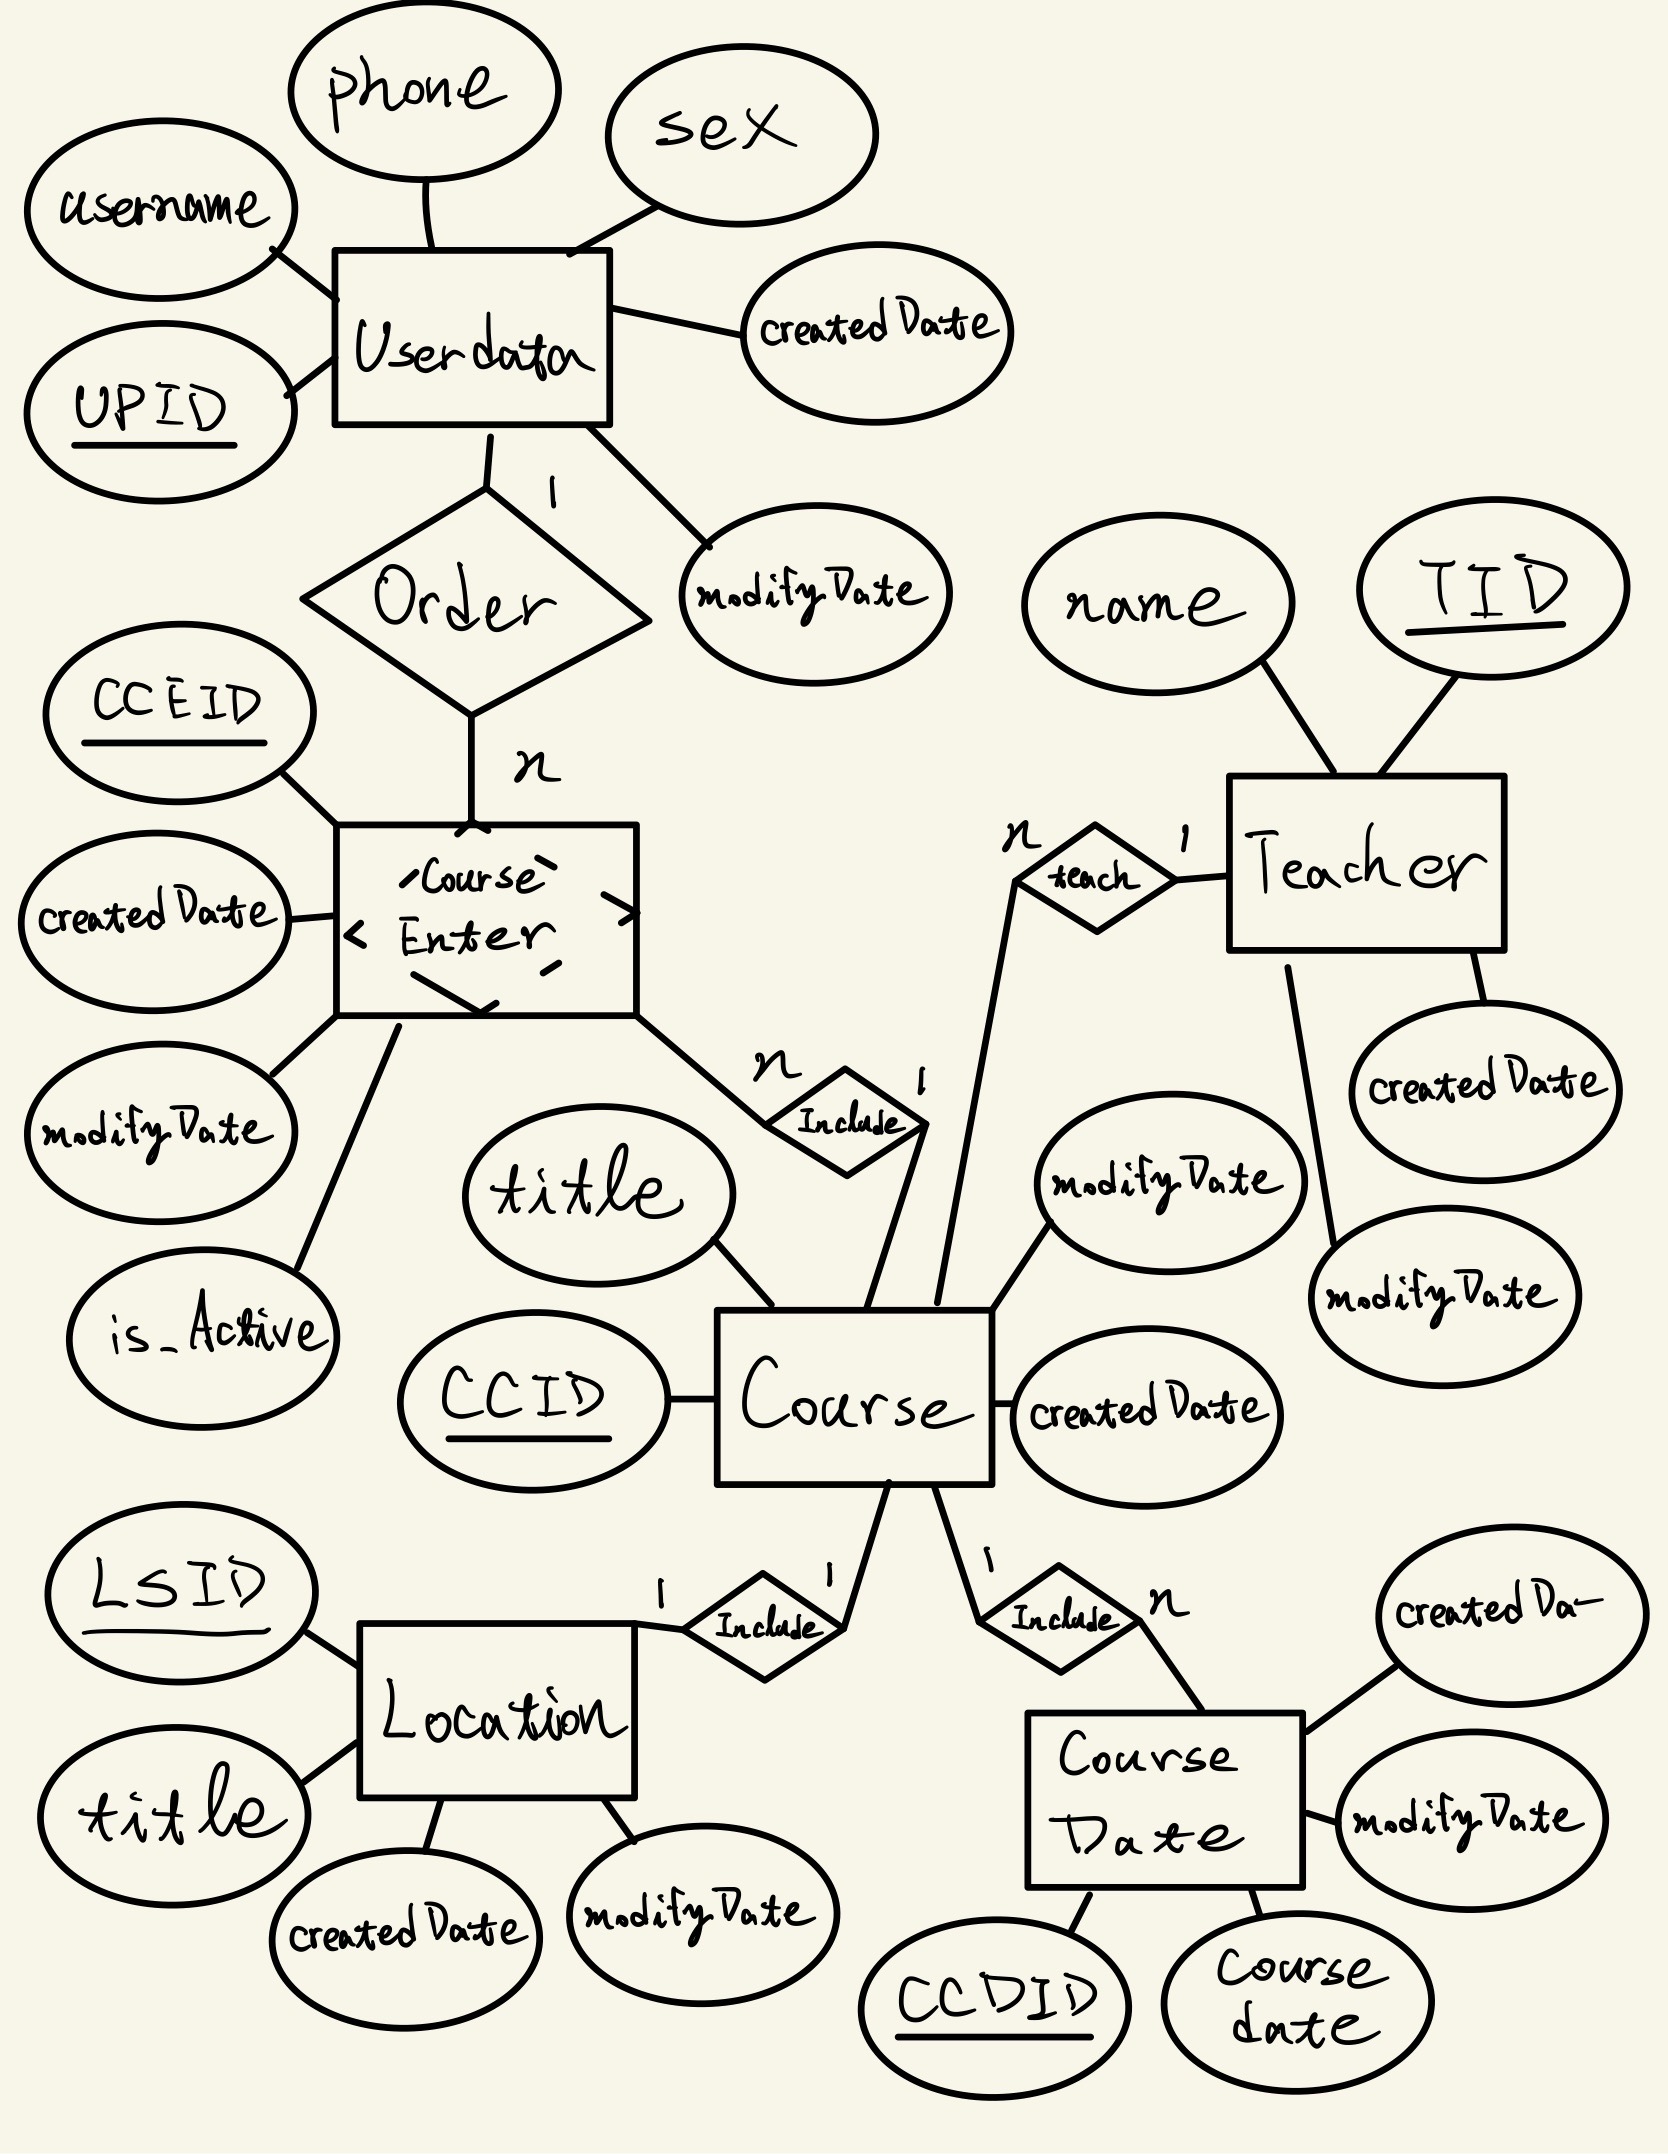 phone
sex
username
createdDate
Userdata
UPID
1
Order
modifyDate
name
TID
CCEID
n
n
1
teach
Teacher
Course
Enter
createdDate
n
1
Include
createdDate
modifyDate
title
modifyDate
modifyDate
is_Active
CCID
Course
createdDate
LSID
1
1
Include
1
n
Include
created Da
Location
Course
Date
title
modifyDate
createdDate
modifyDate
CCDID
Course
date